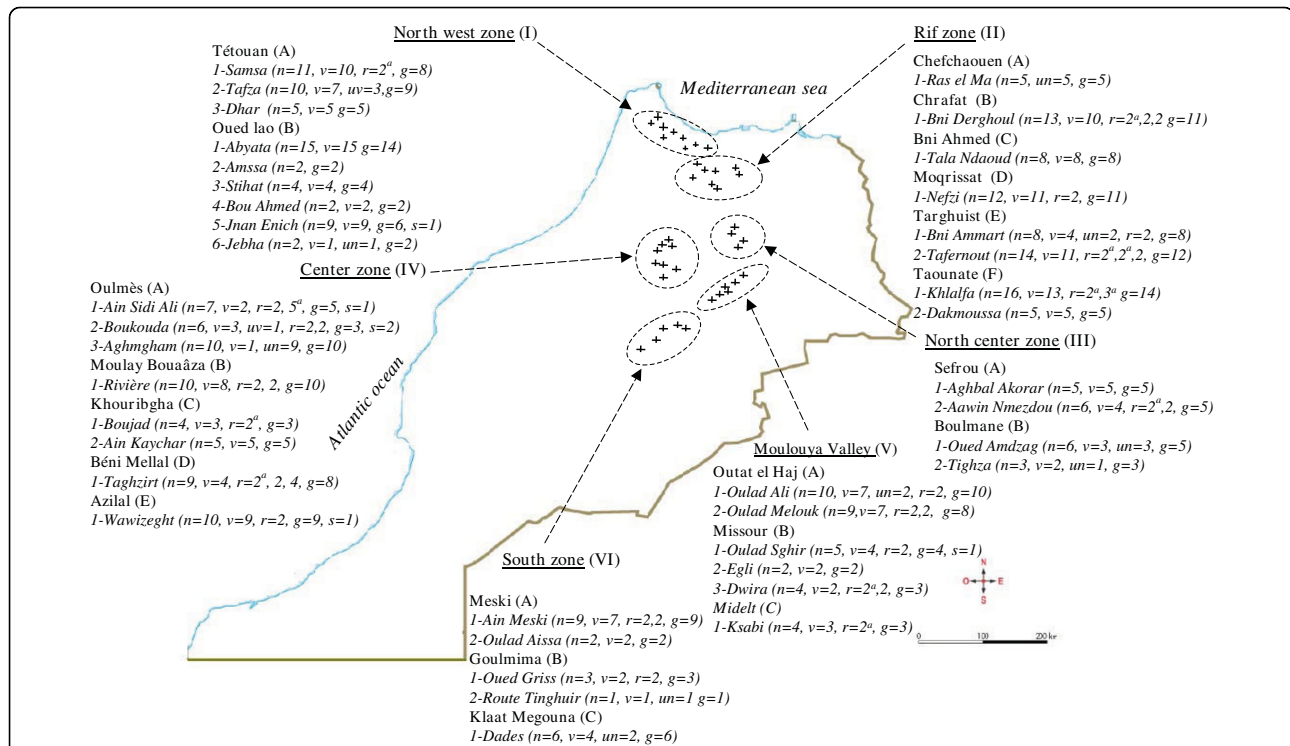 North west zone (I)
Tétouan (A)
1-Samsa (n=11, v=10, r=2ᵃ, g=8)
2-Tafza (n=10, v=7, uv=3,g=9)
3-Dhar (n=5, v=5 g=5)
Oued lao (B)
1-Abyata (n=15, v=15 g=14)
2-Amssa (n=2, g=2)
3-Stihat (n=4, v=4, g=4)
4-Bou Ahmed (n=2, v=2, g=2)
5-Jnan Enich (n=9, v=9, g=6, s=1)
6-Jebha (n=2, v=1, un=1, g=2)
Center zone (IV)
Oulmès (A)
1-Ain Sidi Ali (n=7, v=2, r=2, 5ᵃ, g=5, s=1)
2-Boukouda (n=6, v=3, uv=1, r=2,2, g=3, s=2)
3-Aghmgham (n=10, v=1, un=9, g=10)
Moulay Bouaâza (B)
1-Rivière (n=10, v=8, r=2, 2, g=10)
Khouribgha (C)
1-Boujad (n=4, v=3, r=2ᵃ, g=3)
2-Ain Kaychar (n=5, v=5, g=5)
Béni Mellal (D)
1-Taghzirt (n=9, v=4, r=2ᵃ, 2, 4, g=8)
Azilal (E)
1-Wawizeght (n=10, v=9, r=2, g=9, s=1)
Mediterranean sea
Atlantic ocean
Rif zone (II)
Chefchaouen (A)
1-Ras el Ma (n=5, un=5, g=5)
Chrafat (B)
1-Bni Derghoul (n=13, v=10, r=2ᵃ,2,2 g=11)
Bni Ahmed (C)
1-Tala Ndaoud (n=8, v=8, g=8)
Moqrissat (D)
1-Nefzi (n=12, v=11, r=2, g=11)
Targhuist (E)
1-Bni Ammart (n=8, v=4, un=2, r=2, g=8)
2-Tafernout (n=14, v=11, r=2ᵃ,2ᵃ,2, g=12)
Taounate (F)
1-Khlalfa (n=16, v=13, r=2ᵃ,3ᵃ g=14)
2-Dakmoussa (n=5, v=5, g=5)
North center zone (III)
Sefrou (A)
1-Aghbal Akorar (n=5, v=5, g=5)
2-Aawin Nmezdou (n=6, v=4, r=2ᵃ,2, g=5)
Boulmane (B)
1-Oued Amdzag (n=6, v=3, un=3, g=5)
2-Tighza (n=3, v=2, un=1, g=3)
Moulouya Valley (V)
Outat el Haj (A)
1-Oulad Ali (n=10, v=7, un=2, r=2, g=10)
2-Oulad Melouk (n=9,v=7, r=2,2, g=8)
Missour (B)
1-Oulad Sghir (n=5, v=4, r=2, g=4, s=1)
2-Egli (n=2, v=2, g=2)
3-Dwira (n=4, v=2, r=2ᵃ,2, g=3)
Midelt (C)
1-Ksabi (n=4, v=3, r=2ᵃ, g=3)
South zone (VI)
Meski (A)
1-Ain Meski (n=9, v=7, r=2,2, g=9)
2-Oulad Aissa (n=2, v=2, g=2)
Goulmima (B)
1-Oued Griss (n=3, v=2, r=2, g=3)
2-Route Tinghuir (n=1, v=1, un=1 g=1)
Klaat Megouna (C)
1-Dades (n=6, v=4, un=2, g=6)
N
O E
S
0 100 200 kr